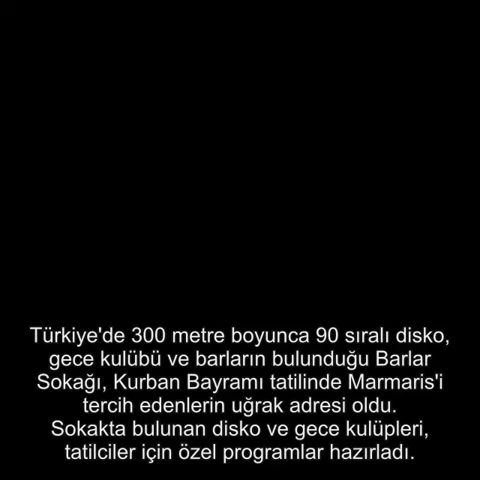 Türkiye'de 300 metre boyunca 90 sıralı disko,
gece kulübü ve barların bulunduğu Barlar
Sokağı, Kurban Bayramı tatilinde Marmaris'i
tercih edenlerin uğrak adresi oldu.
Sokakta bulunan disko ve gece kulüpleri,
tatilciler için özel programlar hazırladı.